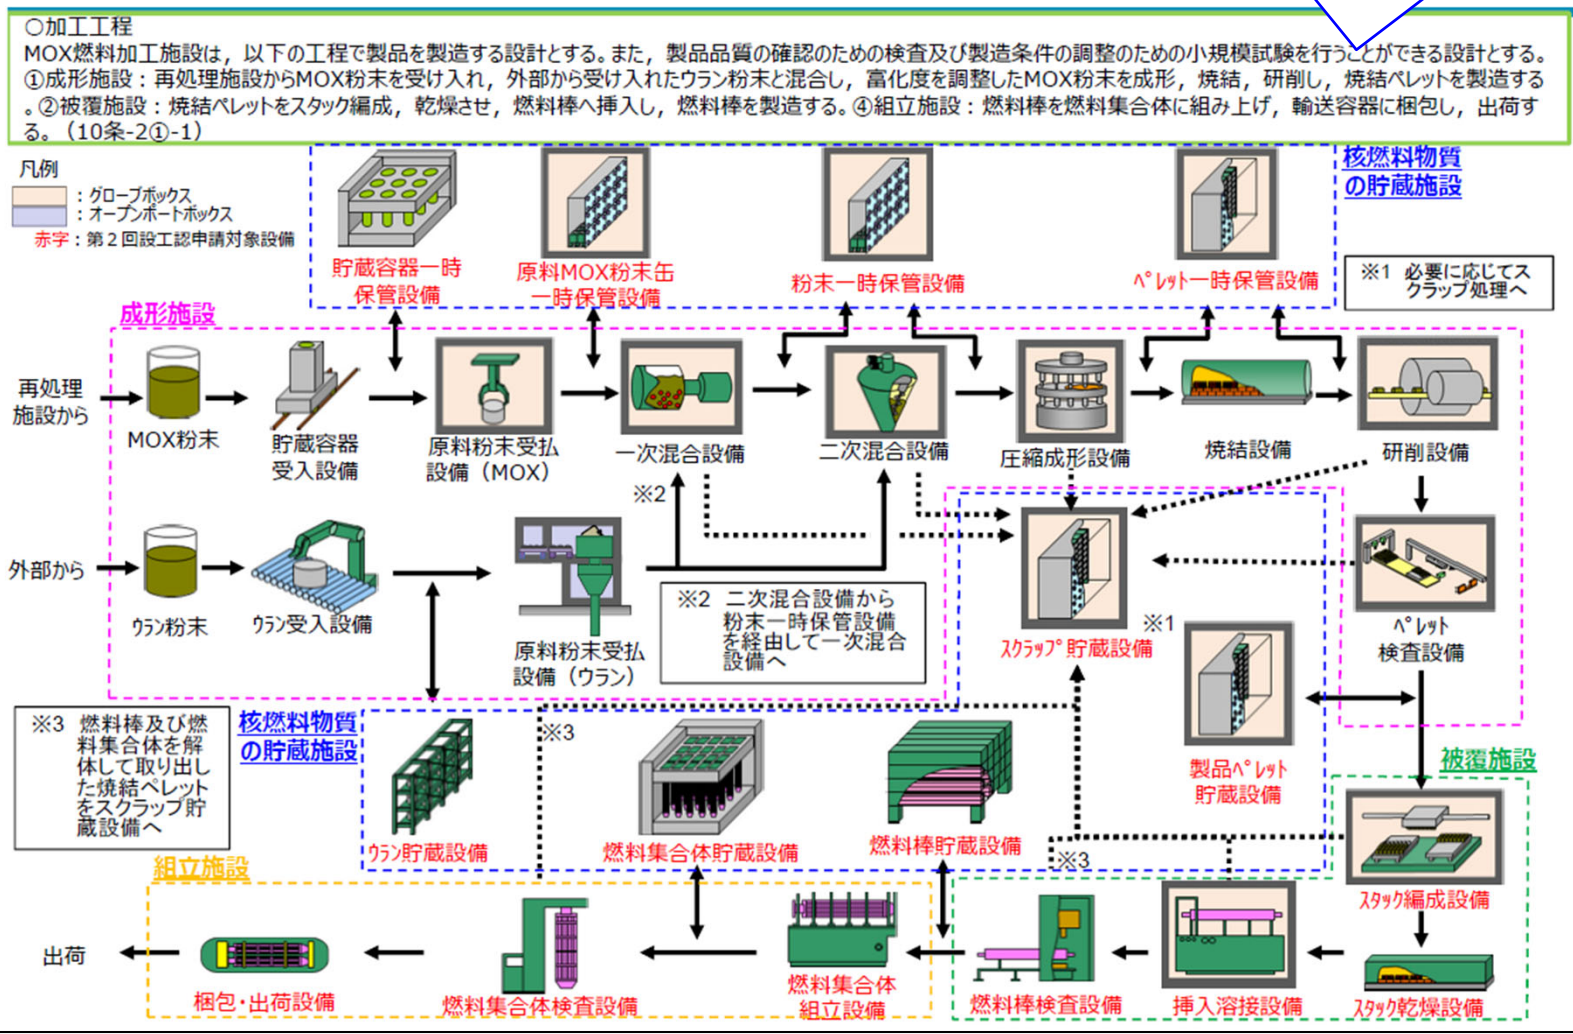 ○加工工程
MOX燃料加工施設は，以下の工程で製品を製造する設計とする。また，製品品質の確認のための検査及び製造条件の調整のための小規模試験を行うことができる設計とする。
①成形施設：再処理施設からMOX粉末を受け入れ，外部から受け入れたウラン粉末と混合し，富化度を調整したMOX粉末を成形，焼結，研削し，焼結ペレットを製造する
。②被覆施設：焼結ペレットをスタック編成，乾燥させ，燃料棒へ挿入し，燃料棒を製造する。④組立施設：燃料棒を燃料集合体に組み上げ，輸送容器に梱包し，出荷す
る。（10条-2①-1）
凡例
：グローブボックス
：オープンポートボックス
赤字：第２回設工認申請対象設備
核燃料物質
の貯蔵施設
貯蔵容器一時
保管設備
原料MOX粉末缶
一時保管設備
粉末一時保管設備
ペレット一時保管設備
※1 必要に応じてス
クラップ処理へ
成形施設
再処理
施設から
MOX粉末
貯蔵容器
受入設備
原料粉末受払
設備（MOX）
一次混合設備
二次混合設備
圧縮成形設備
焼結設備
研削設備
※2
外部から
ウラン粉末
ウラン受入設備
原料粉末受払
設備（ウラン）
※2 二次混合設備から
粉末一時保管設備
を経由して一次混合
設備へ
スクラップ貯蔵設備
※1
ペレット
検査設備
※3 燃料棒及び燃
料集合体を解
体して取り出し
た焼結ペレット
をスクラップ貯
蔵設備へ
核燃料物質
の貯蔵施設
※3
製品ペレット
貯蔵設備
被覆施設
ウラン貯蔵設備
燃料集合体貯蔵設備
燃料棒貯蔵設備
※3
組立施設
スタック編成設備
出荷
梱包・出荷設備
燃料集合体検査設備
燃料集合体
組立設備
燃料棒検査設備
挿入溶接設備
スタック乾燥設備